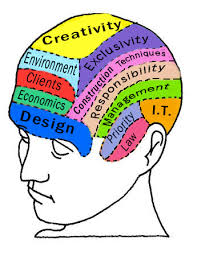 Creativity
Exclusivity
Environment
Clients
Economics
Design
Construction Techniques
Responsibility
Management
I.T.
Priority
Law